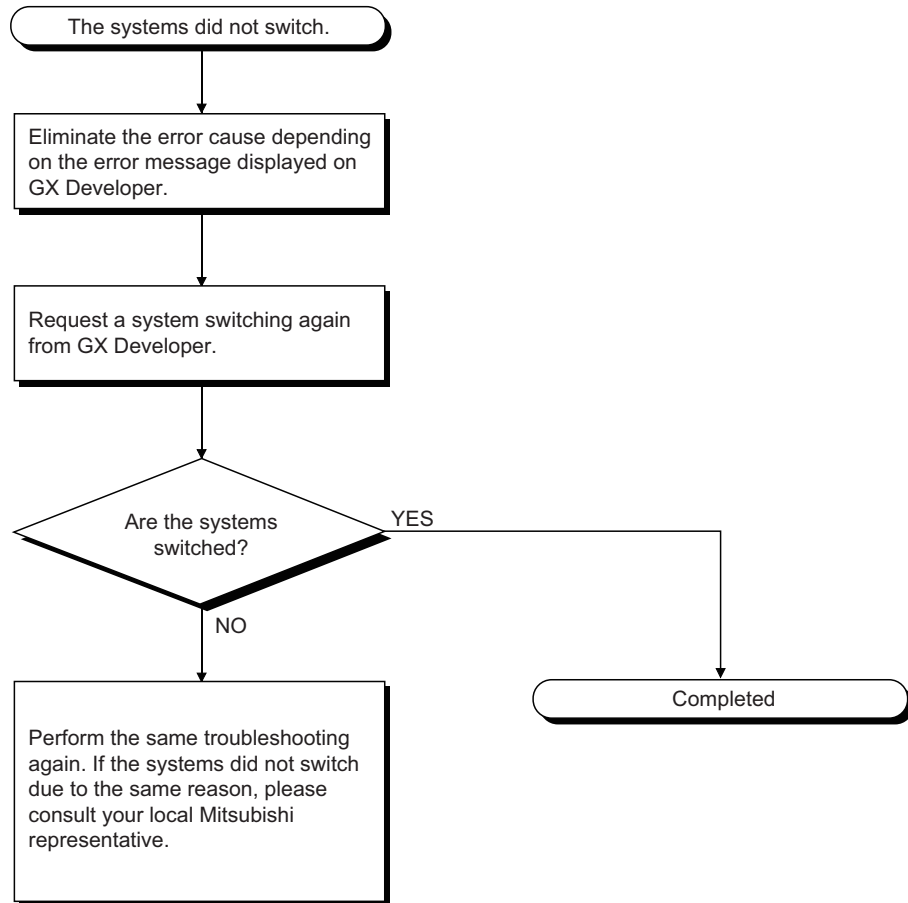 The systems did not switch.
Eliminate the error cause depending
on the error message displayed on
GX Developer.
Request a system switching again
from GX Developer.
Are the systems
switched?
YES
NO
Completed
Perform the same troubleshooting
again. If the systems did not switch
due to the same reason, please
consult your local Mitsubishi
representative.